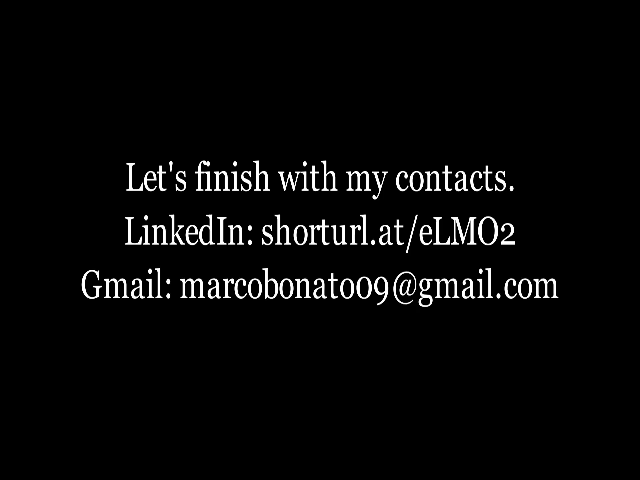 Let's finish with my contacts.
LinkedIn: shorturl.at/eLMO2
Gmail: marcobonato09@gmail.com